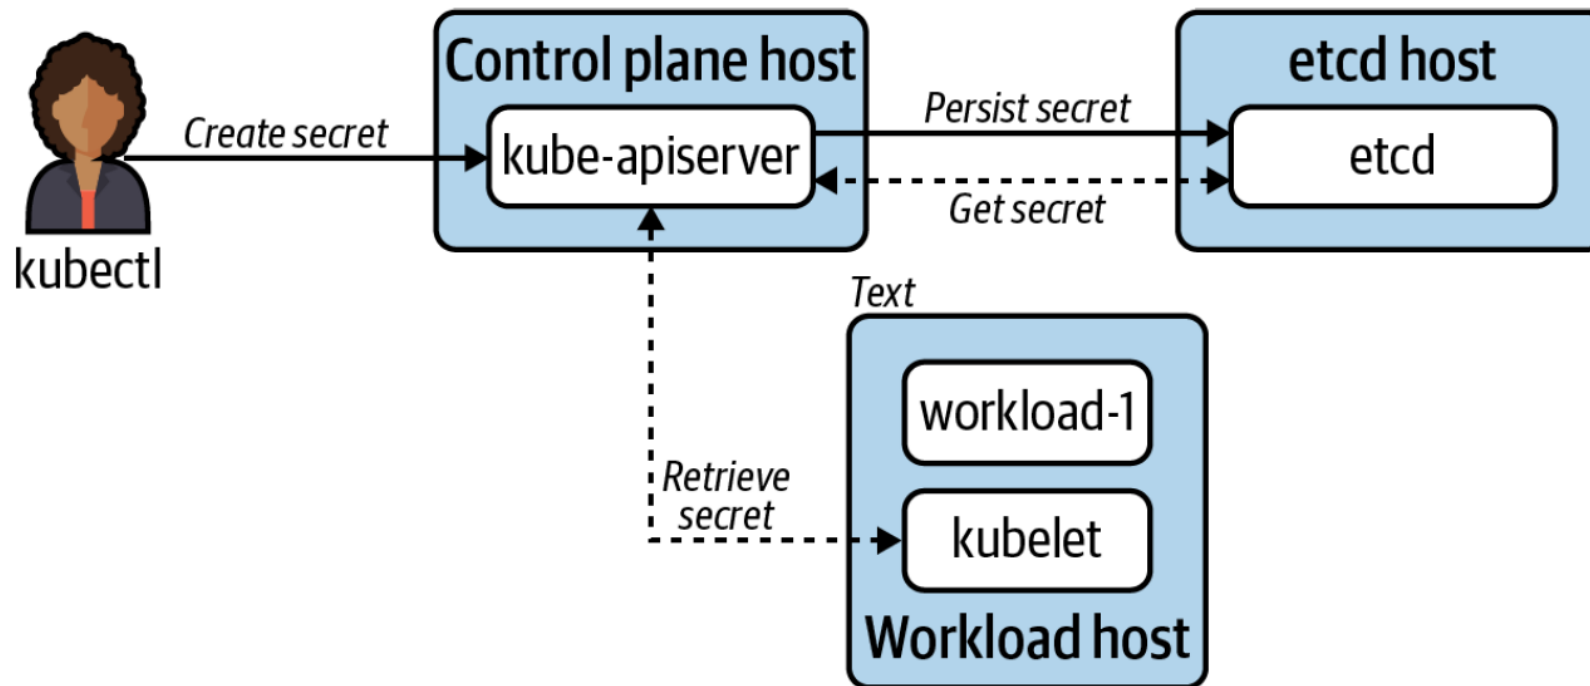 Control plane host
etcd host
Create secret
kube-apiserver
Persist secret
etcd
Get secret
kubectl
Text
workload-1
Retrieve
secret
kubelet
Workload host